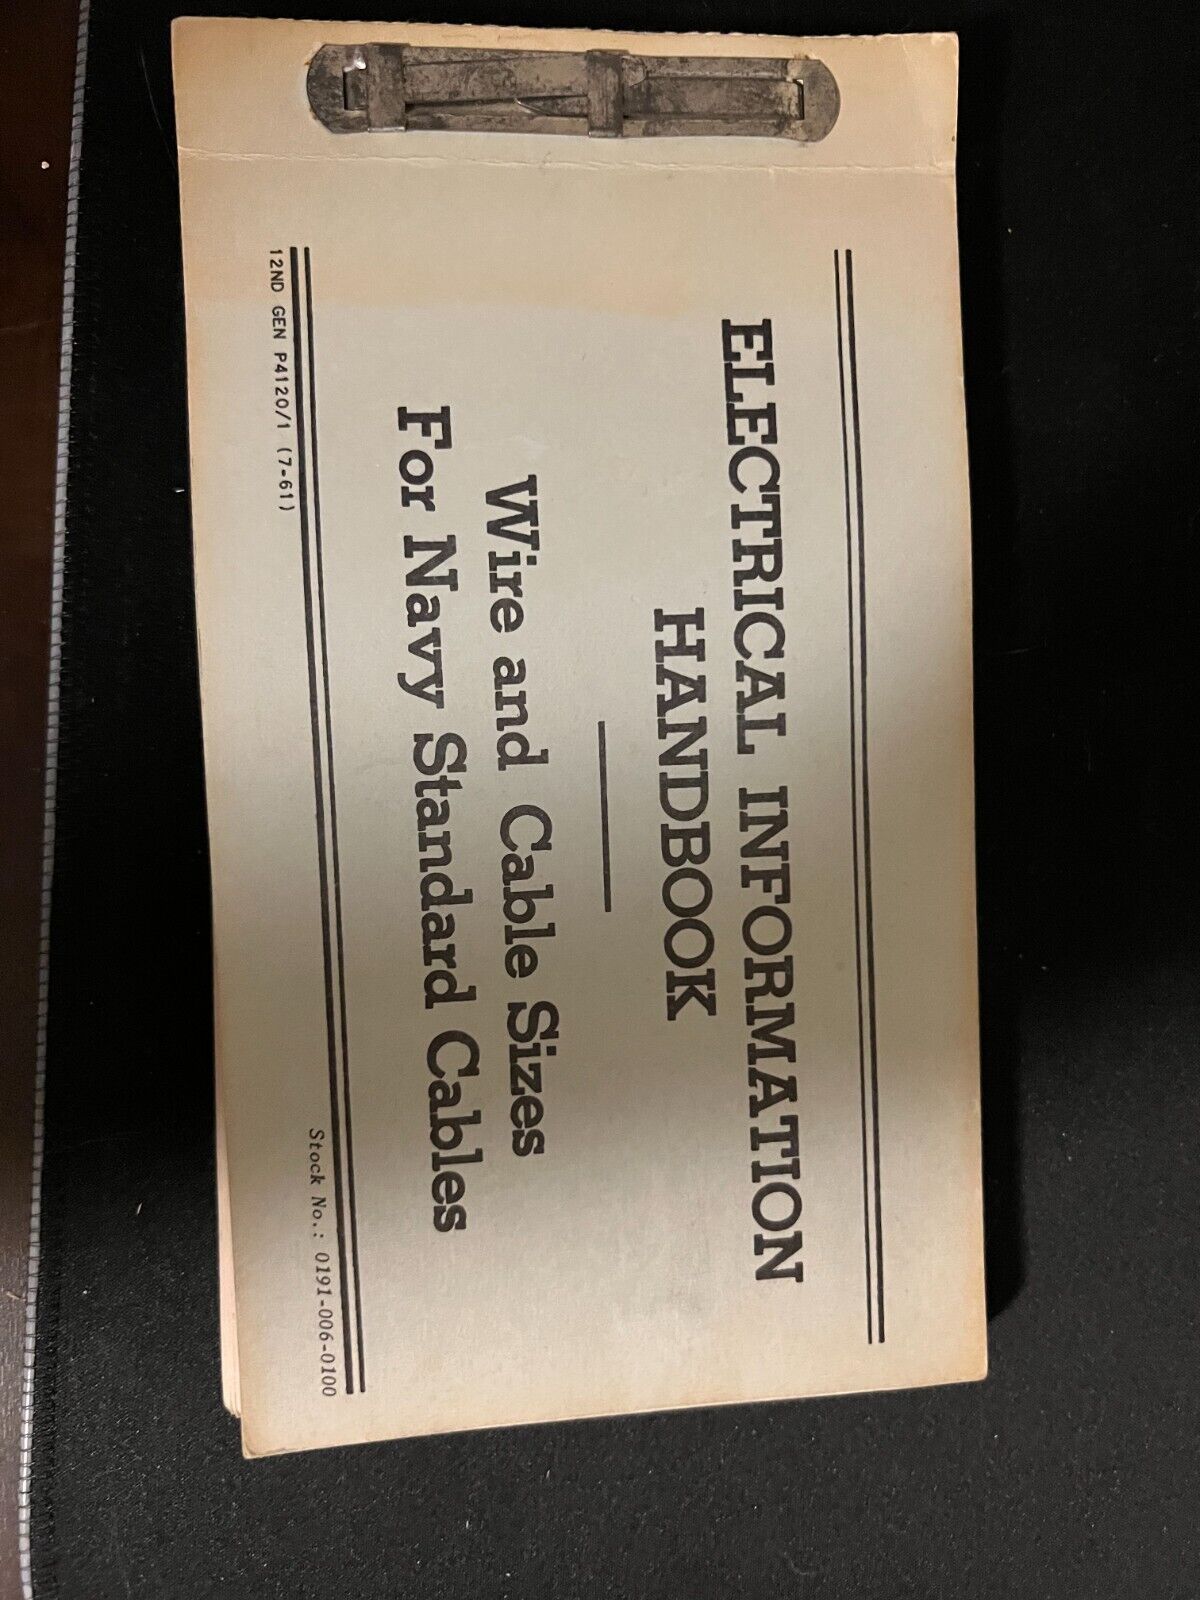 ELECTRICAL INFORMATION
HANDBOOK
Wire and Cable Sizes
For Navy Standard Cables
12ND GEN P4120/1 (7-61)
Stock No.: 0191-006-0100